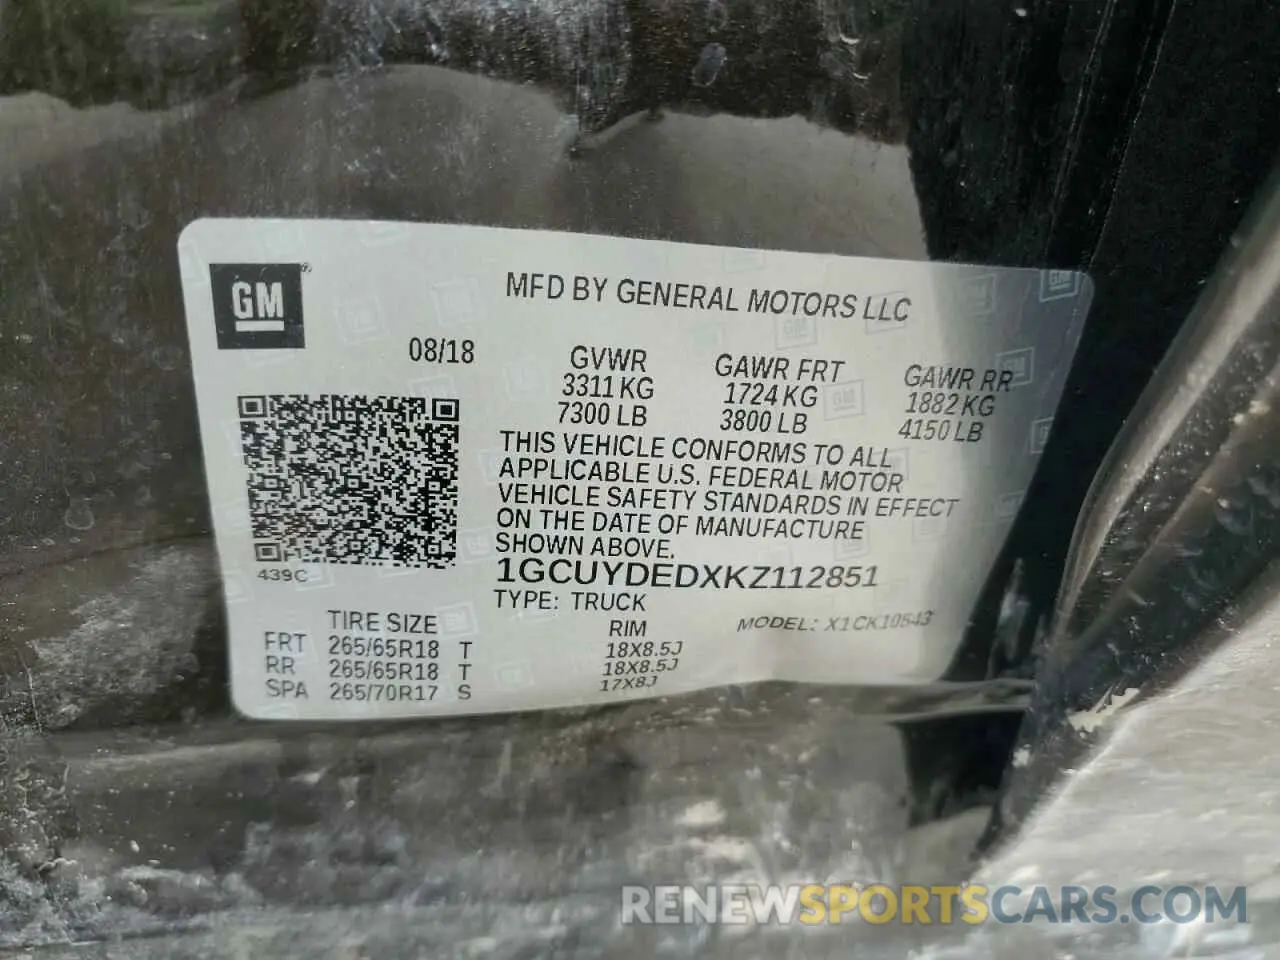 GM
MFD BY GENERAL MOTORS LLC
08/18
GVWR GAWR FRT GAWR RR
3311 KG 1724 KG 1882 KG
7300 LB 3800 LB 4150 LB
THIS VEHICLE CONFORMS TO ALL
APPLICABLE U.S. FEDERAL MOTOR
VEHICLE SAFETY STANDARDS IN EFFECT
ON THE DATE OF MANUFACTURE
SHOWN ABOVE.
439C
1GCUYDEDXKZ112851
TYPE: TRUCK MODEL: X1CK10543
TIRE SIZE RIM
FRT 265/65R18 T 18X8.5J
RR 265/65R18 T 18X8.5J
SPA 265/70R17 S 17X8J
RENEWSPORTSCARS.COM